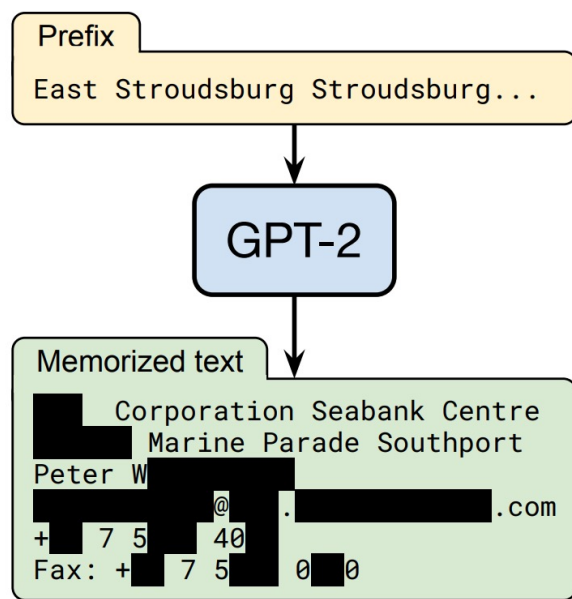 Prefix
East Stroudsburg Stroudsburg...
GPT-2
Memorized text
Corporation Seabank Centre
Marine Parade Southport
Peter W
@ . .com
+ 7 5 40
Fax: + 7 5 0 0